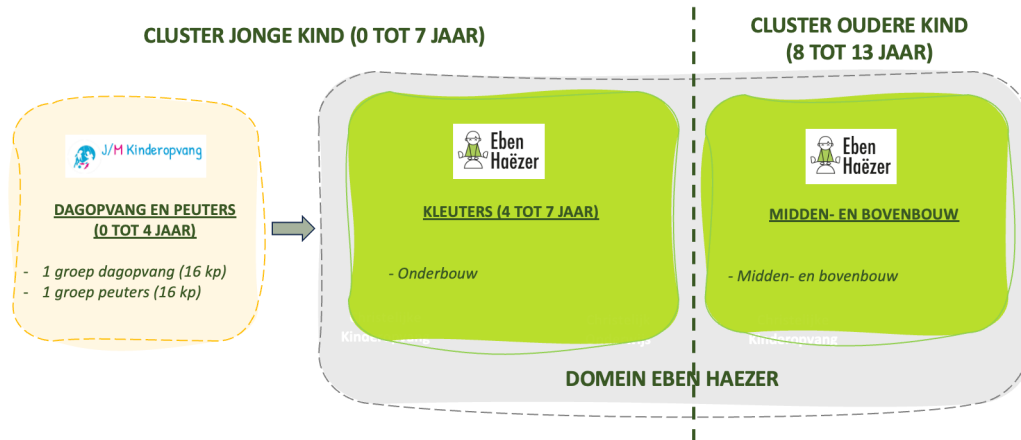 CLUSTER JONGE KIND (0 TOT 7 JAAR)
CLUSTER OUDERE KIND
(8 TOT 13 JAAR)
J/M Kinderopvang
DAGOPVANG EN PEUTERS
(0 TOT 4 JAAR)
- 1 groep dagopvang (16 kp)
- 1 groep peuters (16 kp)
Eben
Haëzer
KLEUTERS (4 TOT 7 JAAR)
- Onderbouw
Eben
Haëzer
MIDDEN- EN BOVENBOUW
- Midden- en bovenbouw
Kinderopvang
DOMEIN EBEN HAEZER